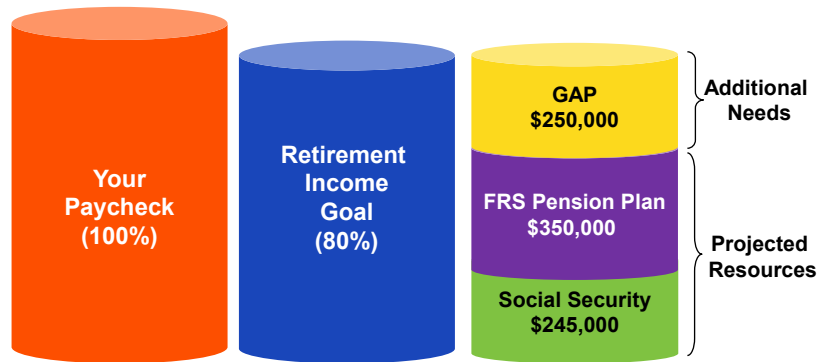 Your
Paycheck
(100%)
Retirement
Income
Goal
(80%)
GAP
$250,000
FRS Pension Plan
$350,000
Social Security
$245,000
Additional
Needs
Projected
Resources